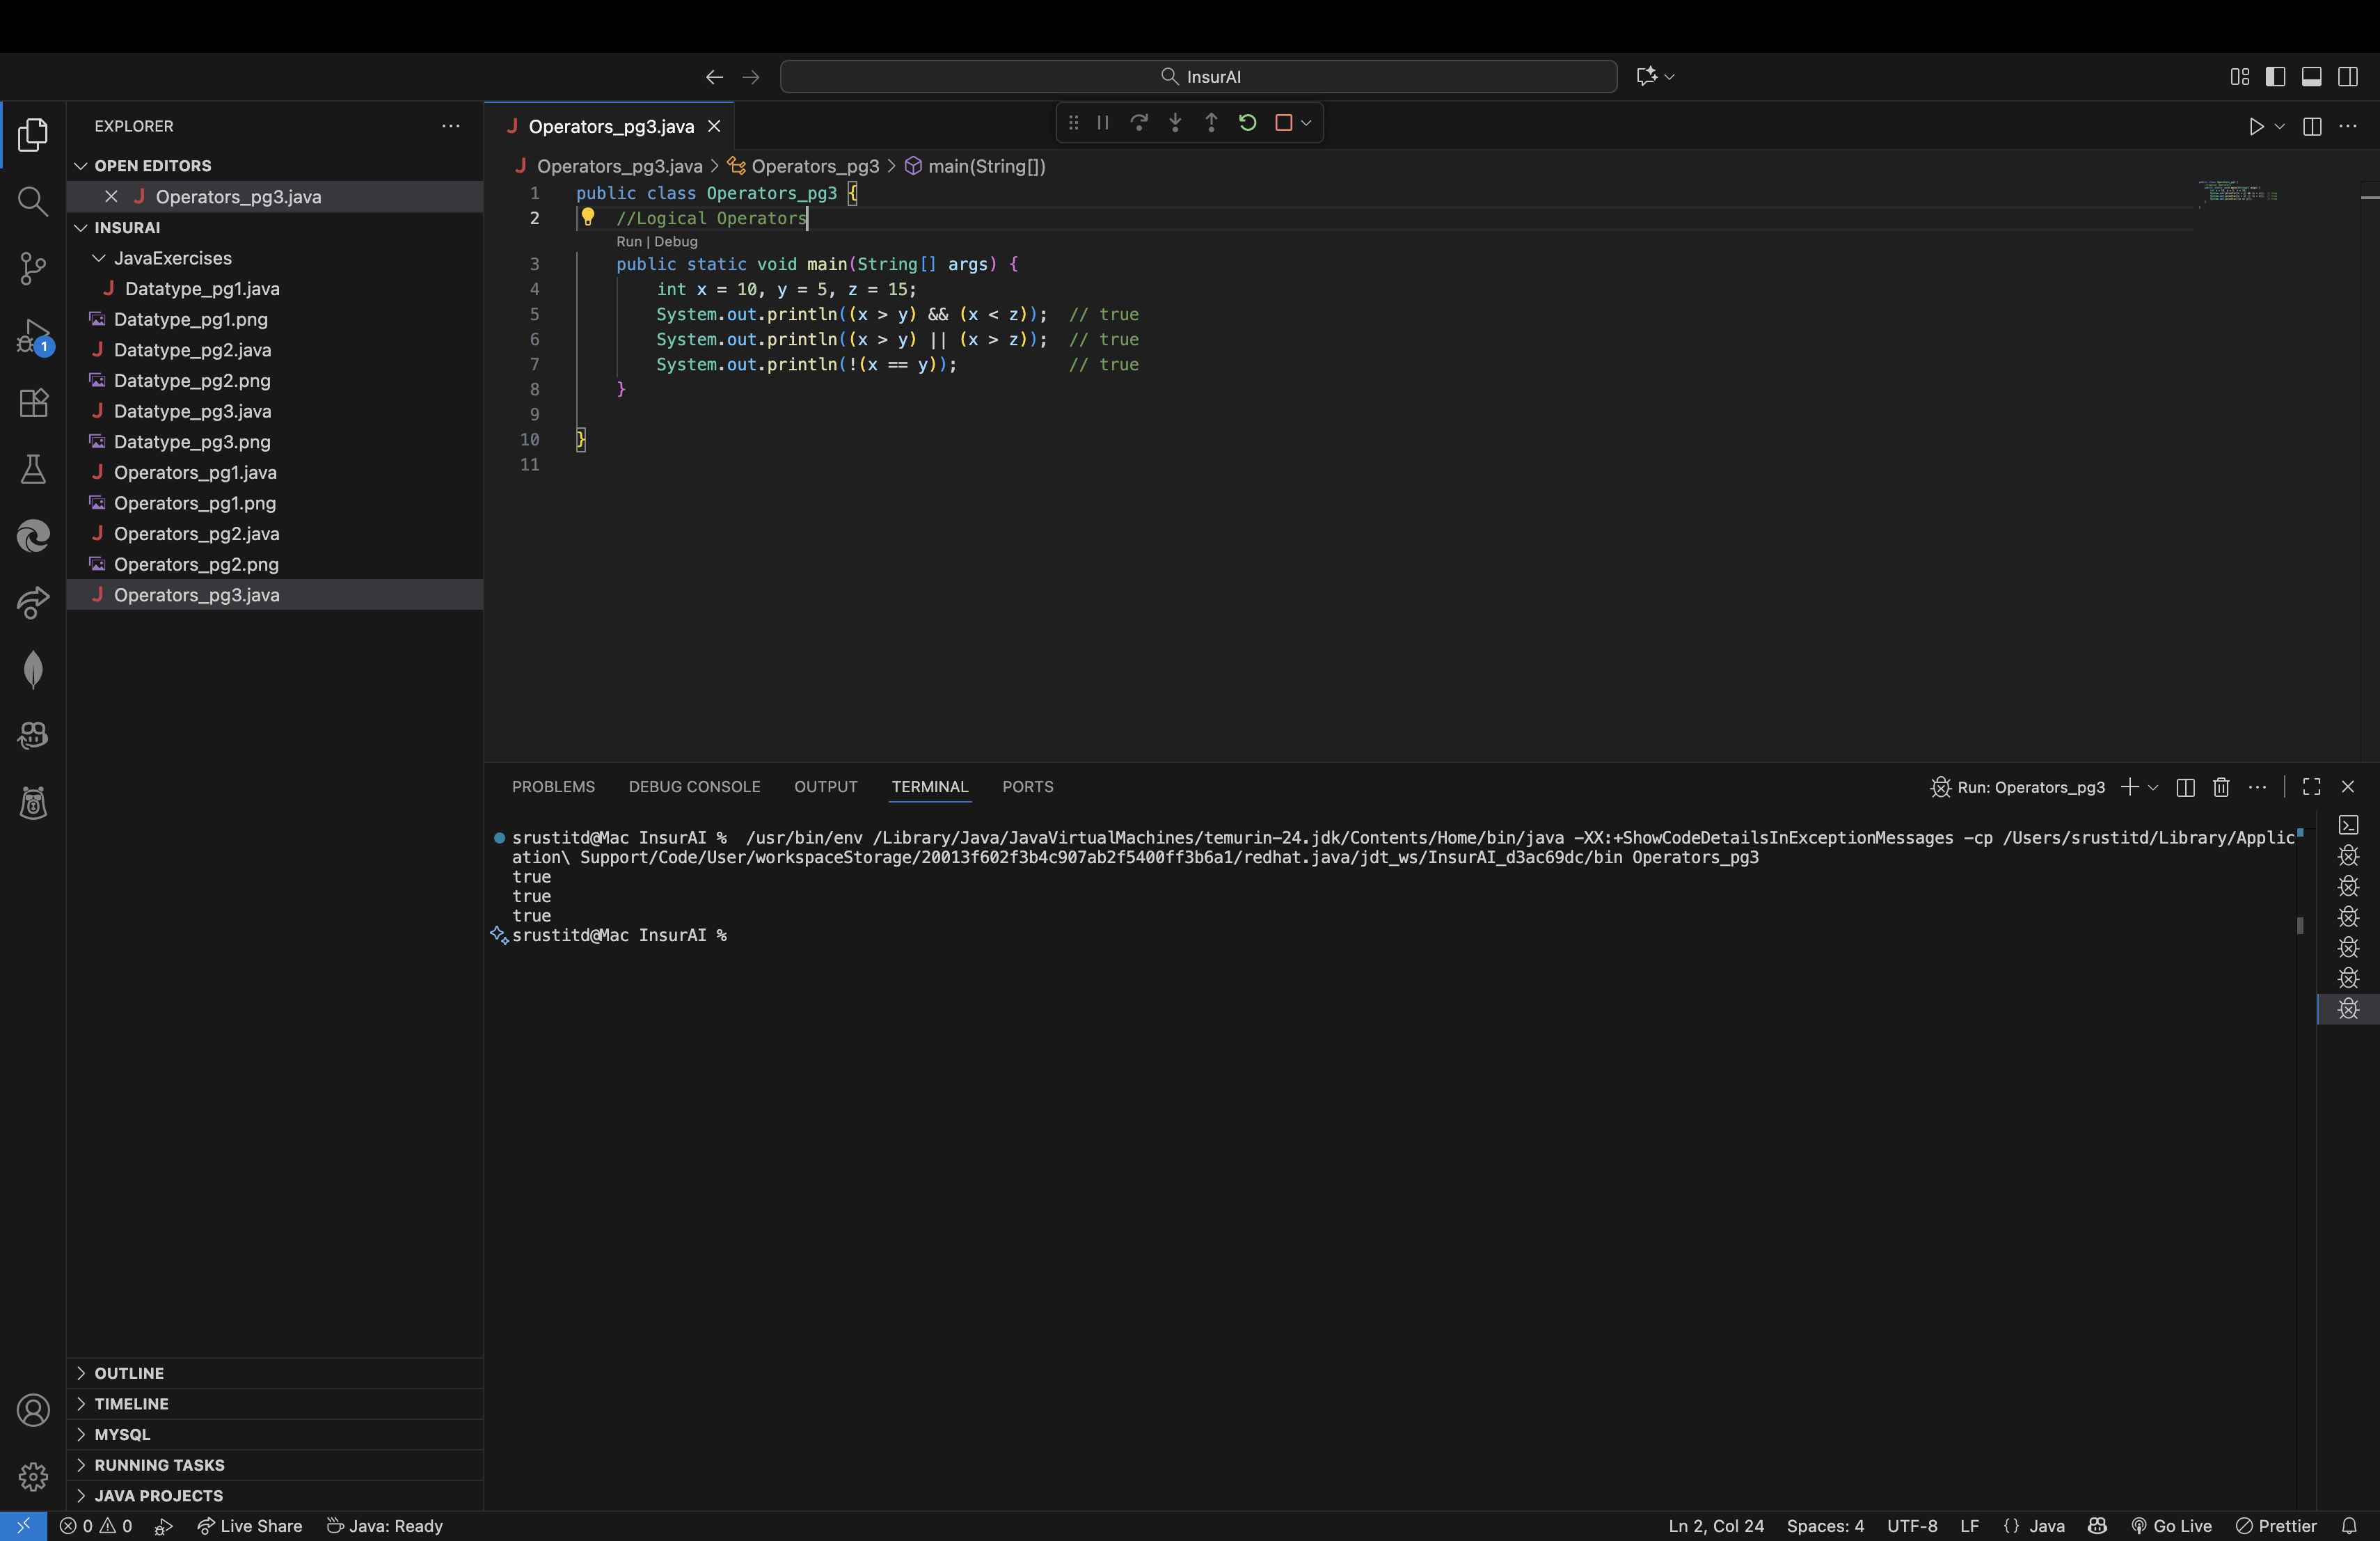 InsurAI
EXPLORER
OPEN EDITORS
Operators_pg3.java
INSURAI
JavaExercises
Datatype_pg1.java
Datatype_pg1.png
Datatype_pg2.java
Datatype_pg2.png
Datatype_pg3.java
Datatype_pg3.png
Operators_pg1.java
Operators_pg1.png
Operators_pg2.java
Operators_pg2.png
Operators_pg3.java
1
OUTLINE
TIMELINE
MYSQL
RUNNING TASKS
JAVA PROJECTS
Operators_pg3.java
Operators_pg3.java > Operators_pg3 > main(String[])
1 public class Operators_pg3 {
2 //Logical Operators
Run | Debug
3 public static void main(String[] args) {
4 int x = 10, y = 5, z = 15;
5 System.out.println((x > y) && (x < z)); // true
6 System.out.println((x > y) || (x > z)); // true
7 System.out.println(!(x == y)); // true
8 }
9
10 }
11
PROBLEMS DEBUG CONSOLE OUTPUT TERMINAL PORTS
Run: Operators_pg3
srustitd@Mac InsurAI % /usr/bin/env /Library/Java/JavaVirtualMachines/temurin-24.jdk/Contents/Home/bin/java -XX:+ShowCodeDetailsInExceptionMessages -cp /Users/srustitd/Library/Applic
ation\ Support/Code/User/workspaceStorage/20013f602f3b4c907ab2f5400ff3b6a1/redhat.java/jdt_ws/InsurAI_d3ac69dc/bin Operators_pg3
true
true
true
srustitd@Mac InsurAI %
0 0 Live Share Java: Ready
Ln 2, Col 24 Spaces: 4 UTF-8 LF {} Java Go Live Prettier